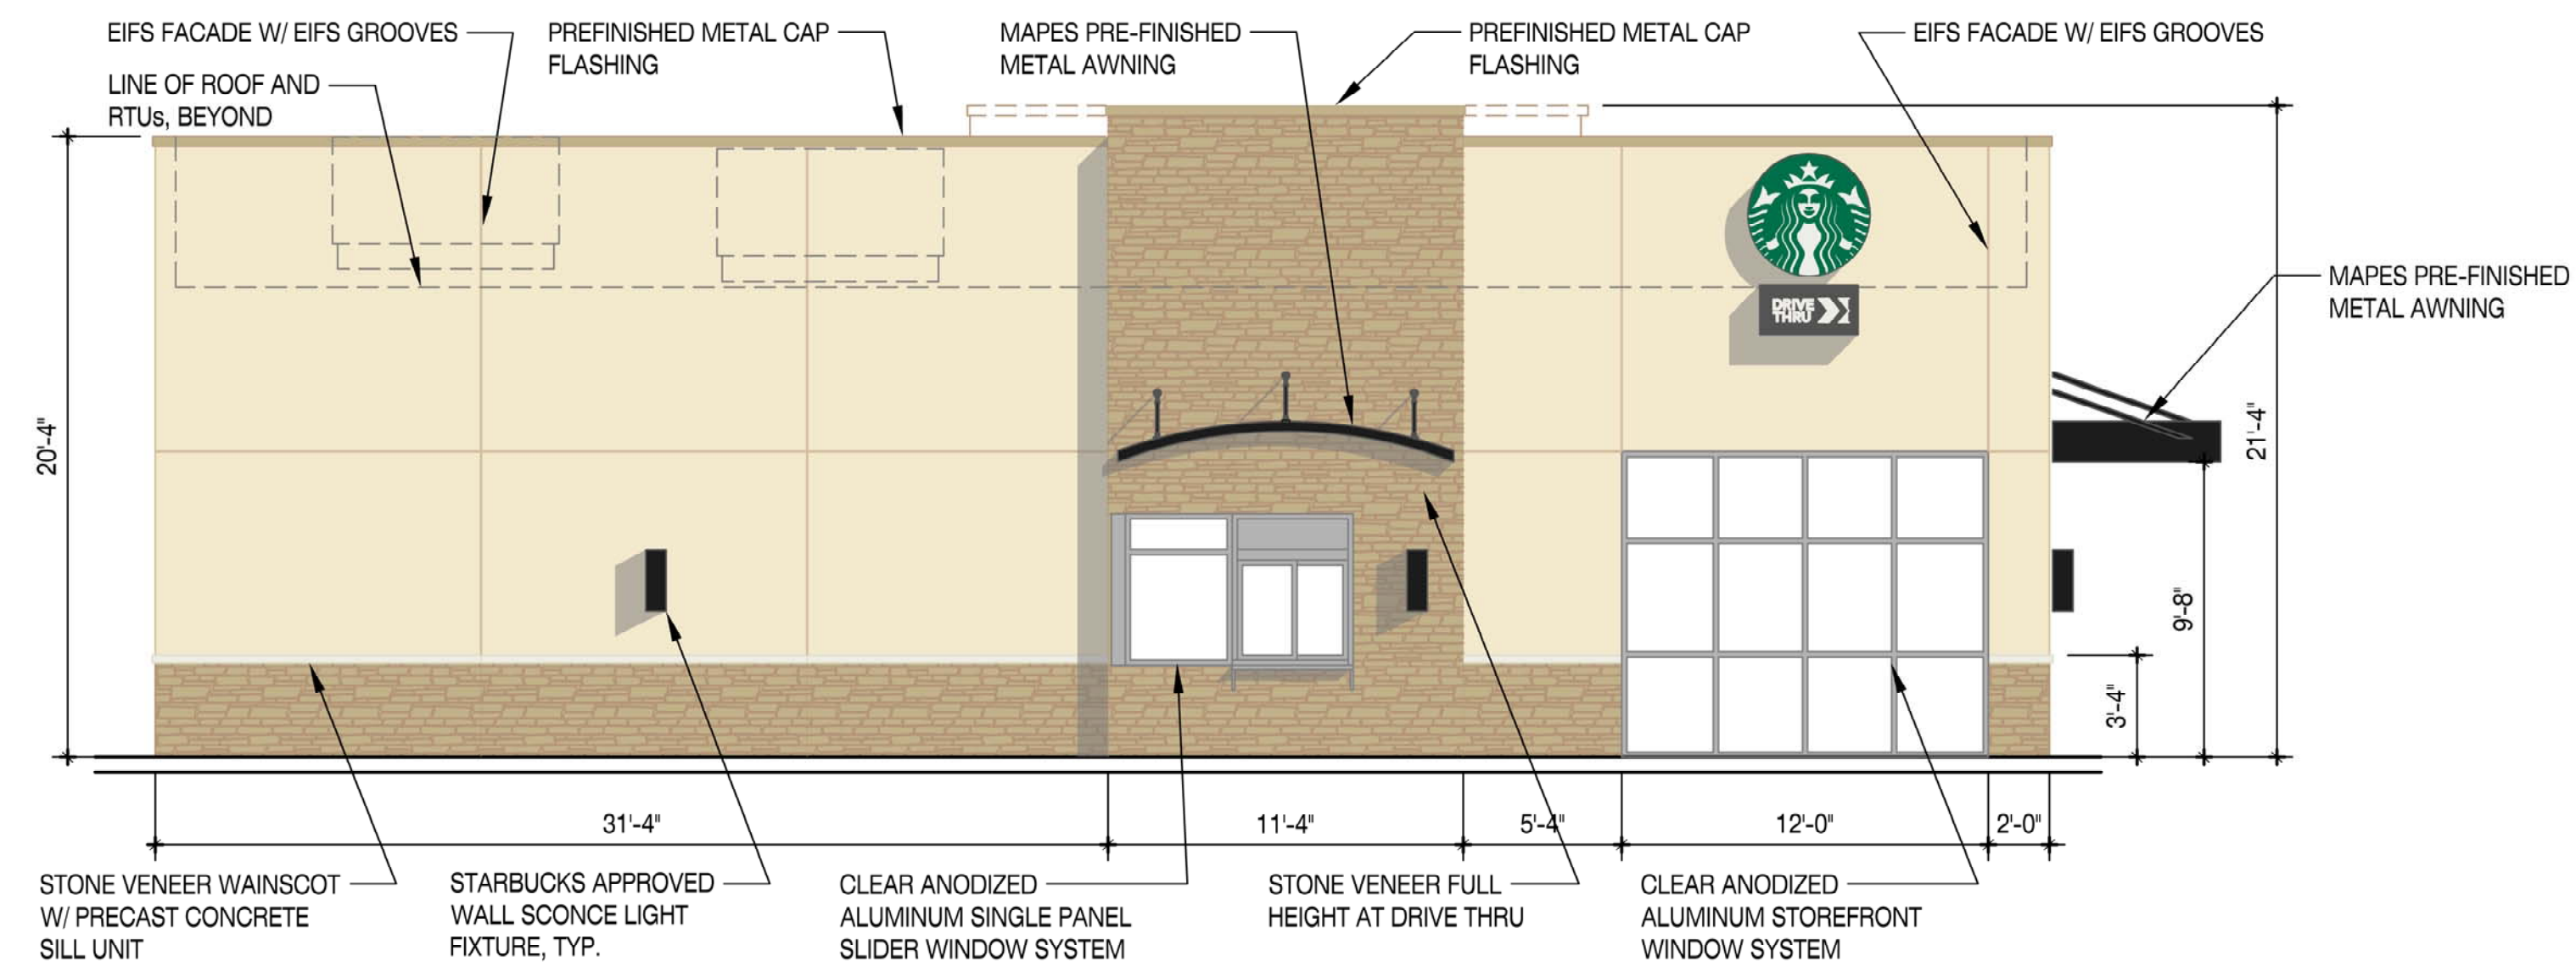 EIFS FACADE W/ EIFS GROOVES
LINE OF ROOF AND
RTUs, BEYOND
PREFINISHED METAL CAP
FLASHING
MAPES PRE-FINISHED
METAL AWNING
PREFINISHED METAL CAP
FLASHING
EIFS FACADE W/ EIFS GROOVES
MAPES PRE-FINISHED
METAL AWNING
DRIVE
THRU
20'-4"
21'-4"
9'-8"
3'-4"
31'-4"
11'-4"
5'-4"
12'-0"
2'-0"
STONE VENEER WAINSCOT
W/ PRECAST CONCRETE
SILL UNIT
STARBUCKS APPROVED
WALL SCONCE LIGHT
FIXTURE, TYP.
CLEAR ANODIZED
ALUMINUM SINGLE PANEL
SLIDER WINDOW SYSTEM
STONE VENEER FULL
HEIGHT AT DRIVE THRU
CLEAR ANODIZED
ALUMINUM STOREFRONT
WINDOW SYSTEM